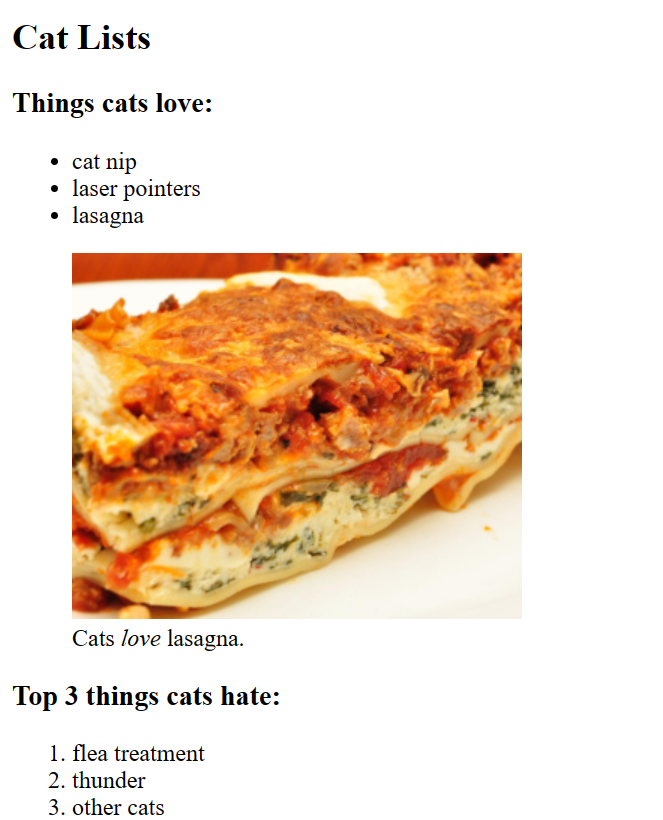 Cat Lists
Things cats love:
• cat nip
• laser pointers
• lasagna
Cats love lasagna.
Top 3 things cats hate:
1. flea treatment
2. thunder
3. other cats